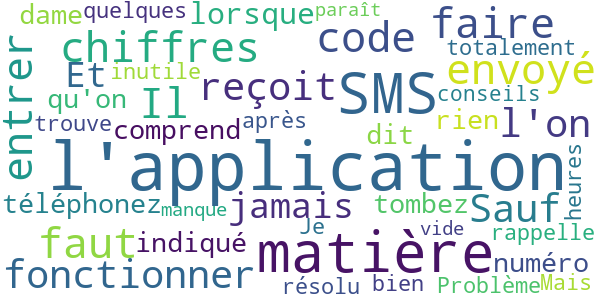 dame quelques lorsque paraît
chiffres code faire
totalement
Et inutile reçoit SMS envoyé
entrer qu'on Il conseils
trouve comprend après dit rien l'on
l'application heures
téléphonez manque jamais tombez Sauf
faut indiqué Je matière vide rappelle
fonctionner numéro
résolu bien Problème Mais